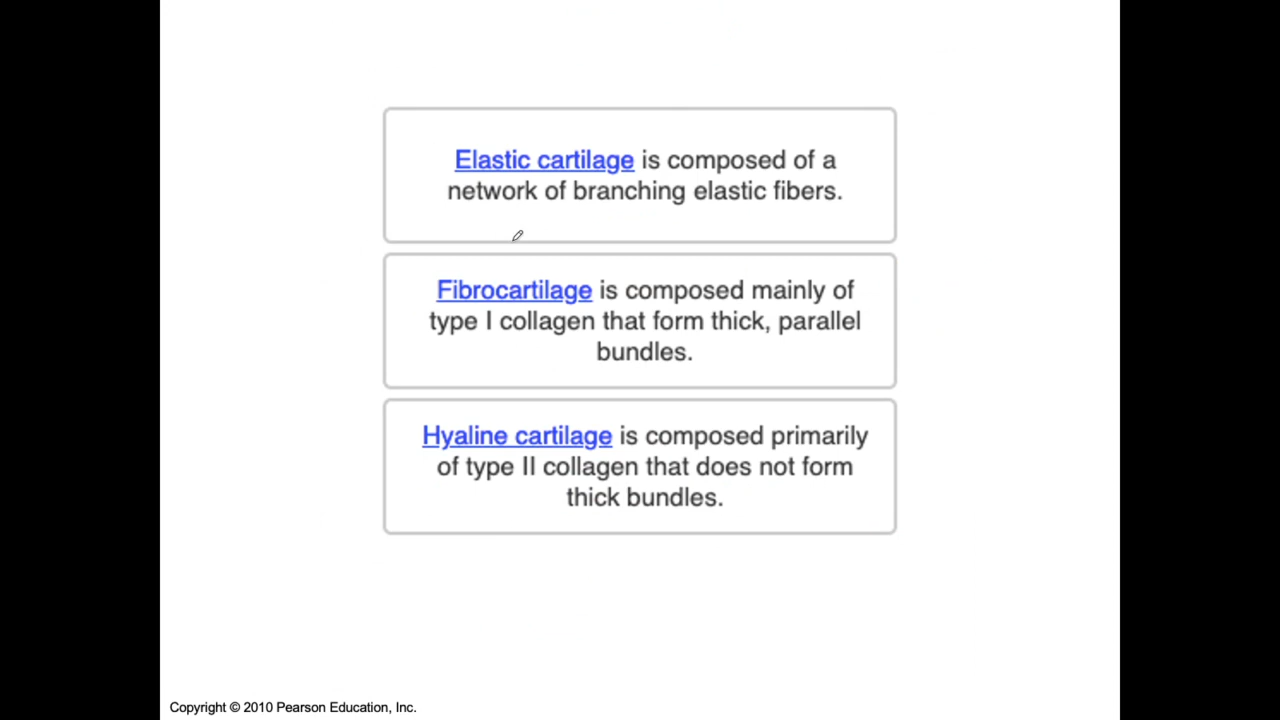 Elastic cartilage is composed of a
network of branching elastic fibers.
Fibrocartilage is composed mainly of
type I collagen that form thick, parallel
bundles.
Hyaline cartilage is composed primarily
of type II collagen that does not form
thick bundles.
Copyright © 2010 Pearson Education, Inc.